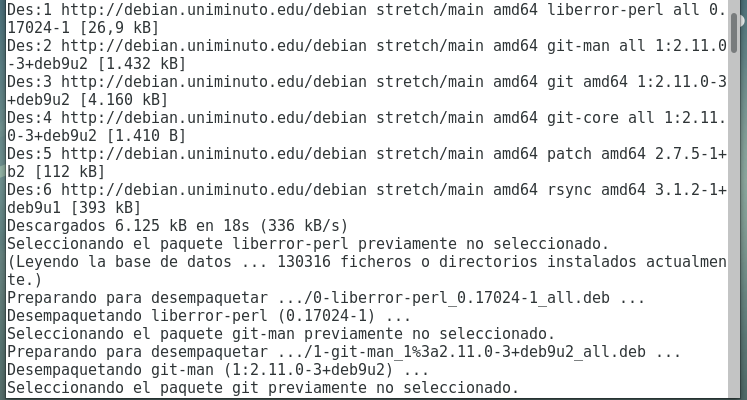 Des:1 http://debian.uniminuto.edu/debian stretch/main amd64 liberror-perl all 0.
17024-1 [26,9 kB]
Des:2 http://debian.uniminuto.edu/debian stretch/main amd64 git-man all 1:2.11.0
-3+deb9u2 [1.432 kB]
Des:3 http://debian.uniminuto.edu/debian stretch/main amd64 git amd64 1:2.11.0-3
+deb9u2 [4.160 kB]
Des:4 http://debian.uniminuto.edu/debian stretch/main amd64 git-core all 1:2.11.
0-3+deb9u2 [1.410 B]
Des:5 http://debian.uniminuto.edu/debian stretch/main amd64 patch amd64 2.7.5-1+
b2 [112 kB]
Des:6 http://debian.uniminuto.edu/debian stretch/main amd64 rsync amd64 3.1.2-1+
deb9u1 [393 kB]
Descargados 6.125 kB en 18s (336 kB/s)
Seleccionando el paquete liberror-perl previamente no seleccionado.
(Leyendo la base de datos ... 130316 ficheros o directorios instalados actualmen
te.)
Preparando para desempaquetar .../0-liberror-perl_0.17024-1_all.deb ...
Desempaquetando liberror-perl (0.17024-1) ...
Seleccionando el paquete git-man previamente no seleccionado.
Preparando para desempaquetar .../1-git-man_1%3a2.11.0-3+deb9u2_all.deb ...
Desempaquetando git-man (1:2.11.0-3+deb9u2) ...
Seleccionando el paquete git previamente no seleccionado.